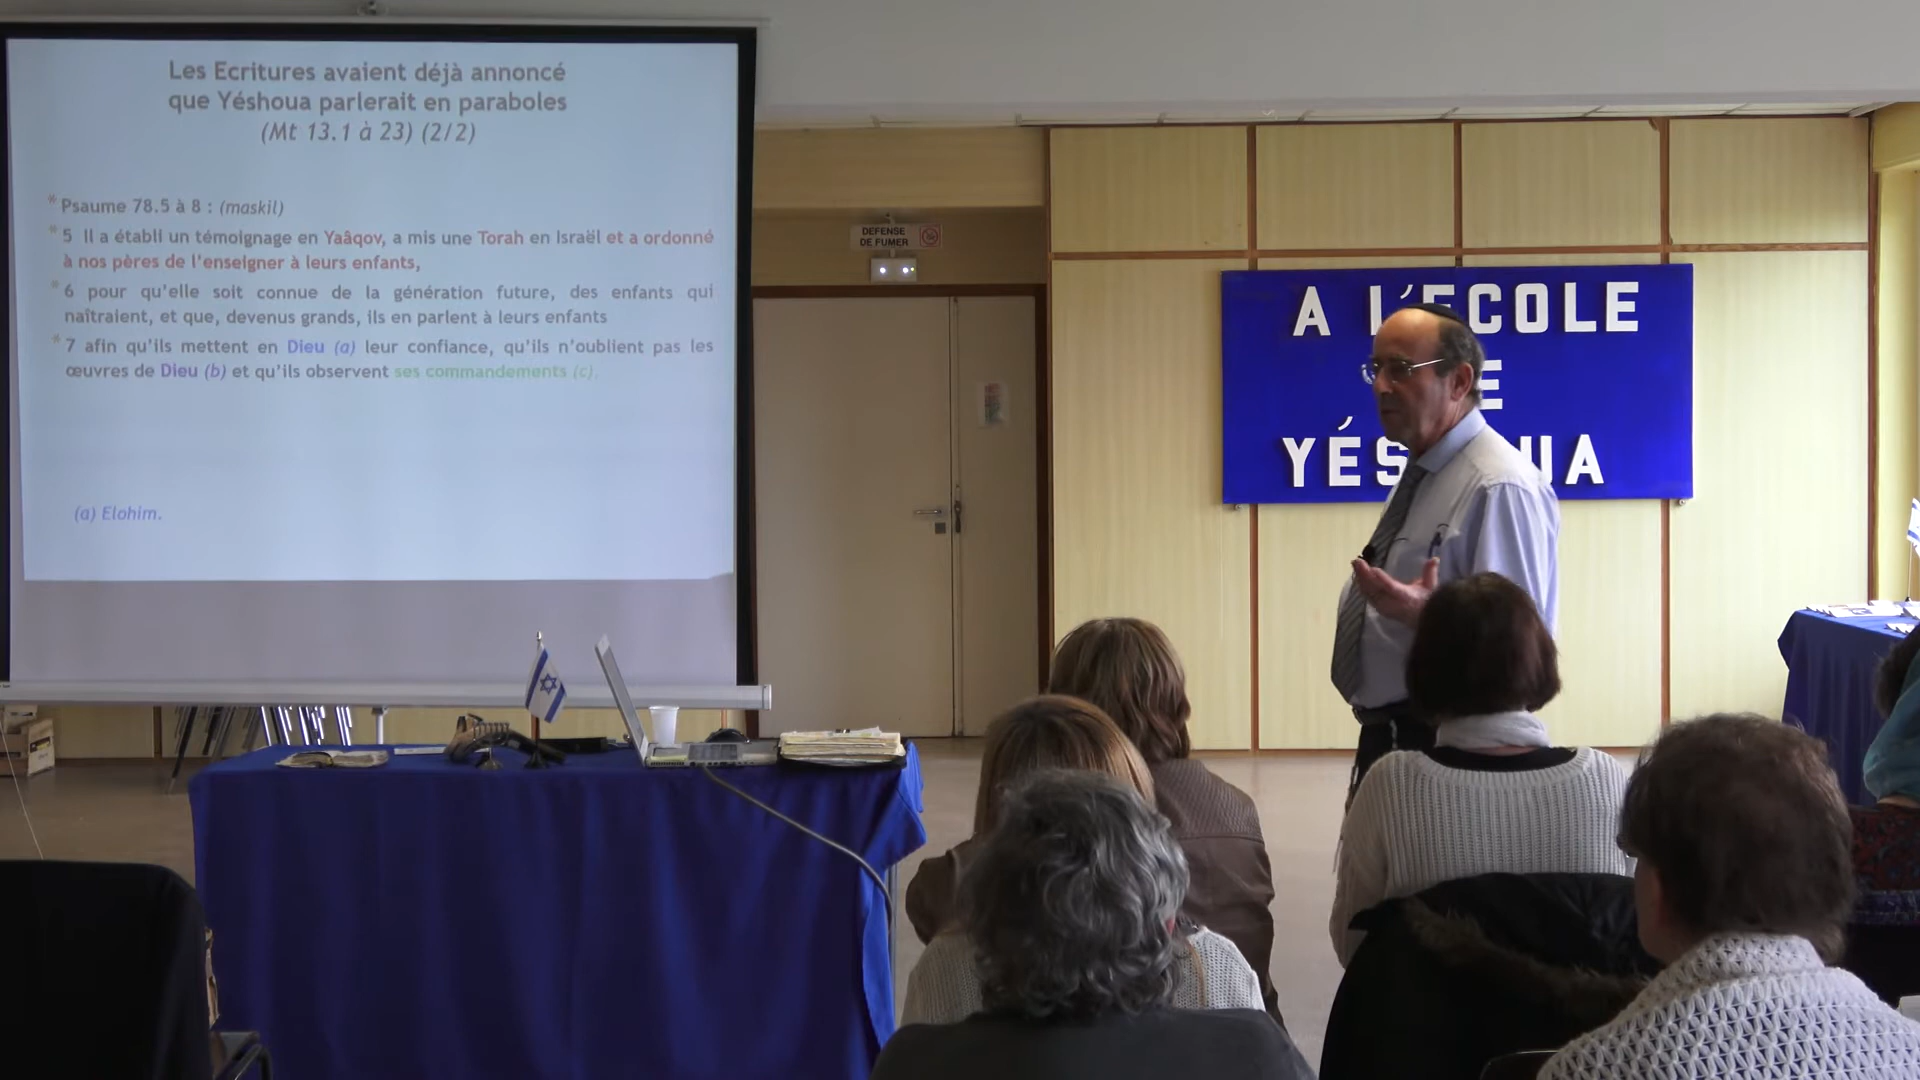 Les Ecritures avaient déjà annoncé
que Yéshoua parlerait en paraboles
(Mt 13.1 à 23) (2/2)
* Psaume 78.5 à 8 : (maskil)
* 5 Il a établi un témoignage en Yaâqov, a mis une Torah en Israël et a ordonné
à nos pères de l'enseigner à leurs enfants,
* 6 pour qu'elle soit connue de la génération future, des enfants qui
naîtraient, et que, devenus grands, ils en parlent à leurs enfants
* 7 afin qu'ils mettent en Dieu (a) leur confiance, qu'ils n'oublient pas les
œuvres de Dieu (b) et qu'ils observent ses commandements (c).
(a) Elohim.
DEFENSE
DE FUMER
A L'ECOLE
E
YÉS UA